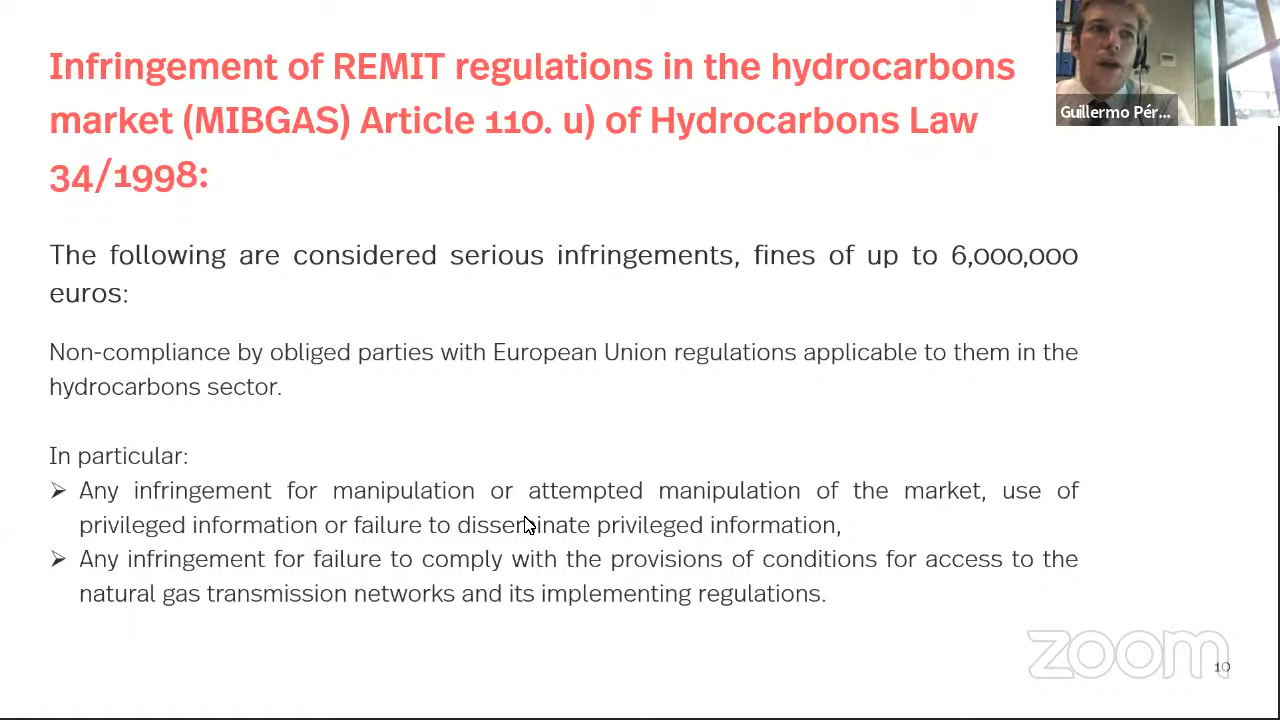 Infringement of REMIT regulations in the hydrocarbons
market (MIBGAS) Article 110. u) of Hydrocarbons Law
34/1998:
Guillermo Pér...
The following are considered serious infringements, fines of up to 6,000,000
euros:
Non-compliance by obliged parties with European Union regulations applicable to them in the
hydrocarbons sector.
In particular:
➢ Any infringement for manipulation or attempted manipulation of the market, use of
privileged information or failure to disseminate privileged information,
➢ Any infringement for failure to comply with the provisions of conditions for access to the
natural gas transmission networks and its implementing regulations.
zoom
10